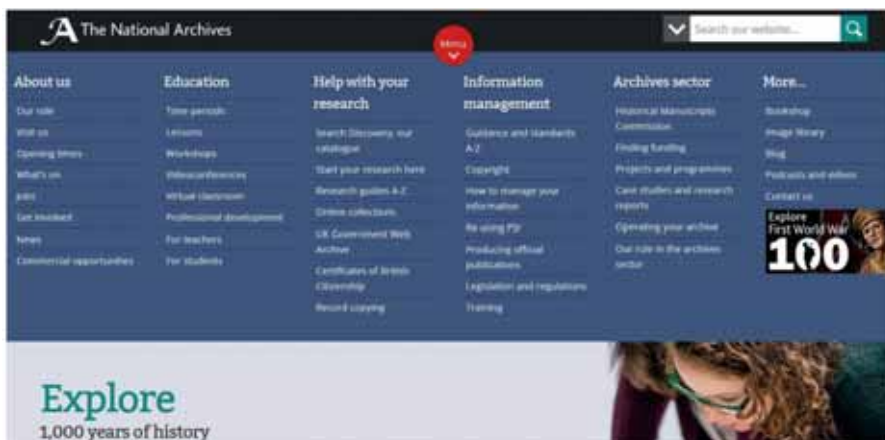 The National Archives
Menu
Search our website...
About us
Our role
Visit us
Opening times
What's on
Jobs
Get involved
News
Commercial opportunities
Education
Time periods
Lessons
Workshops
Videoconferences
Virtual classroom
Professional development
For teachers
For students
Help with your
research
Search Discovery, our
catalogue
Start your research here
Research guides A-Z
Online collections
UK Government Web
Archive
Certificates of British
Citizenship
Record copying
Information
management
Guidance and standards
A-Z
Copyright
How to manage your
information
Re-using PSI
Producing official
publications
Legislation and regulations
Training
Archives sector
Historical Manuscripts
Commission
Finding funding
Projects and programmes
Case studies and research
reports
Operating your archive
Our role in the archives
sector
More...
Bookshop
Image library
Blog
Podcasts and videos
Contact us
Explore
First World War
100
Explore
1,000 years of history